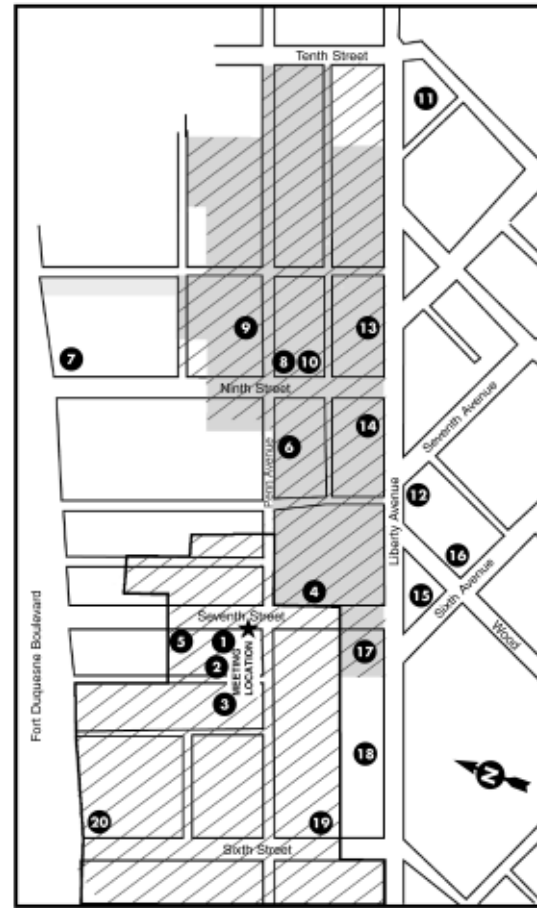 Tenth Street
11
9
13
7
8
10
Ninth Street
14
6
Penn Avenue
Seventh Avenue
12
Liberty Avenue
16
Sixth Avenue
4
15
Seventh Street
Wood
5
1
17
2
MEETING
LOCATION
3
Fort Duquesne Boulevard
18
N
20
19
Sixth Street